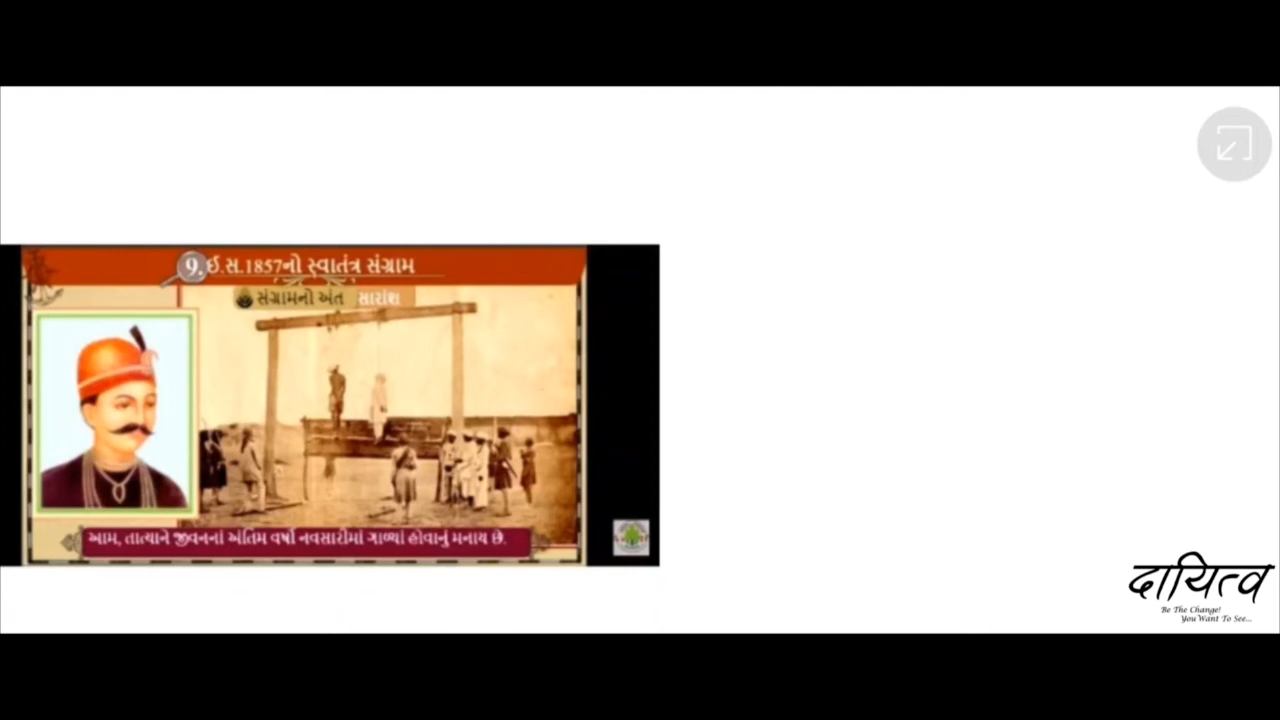 9. ઈ.સ.1857નો સ્વાતંત્ર સંગ્રામ
સંગ્રામનો અંત સારાંશ
આમ, તાત્યાને જીવનનાં અંતિમ વર્ષો નવસારીમાં ગાળ્યાં હોવાનું મનાય છે.
दायित्व
Be The Change!
You Want To See...